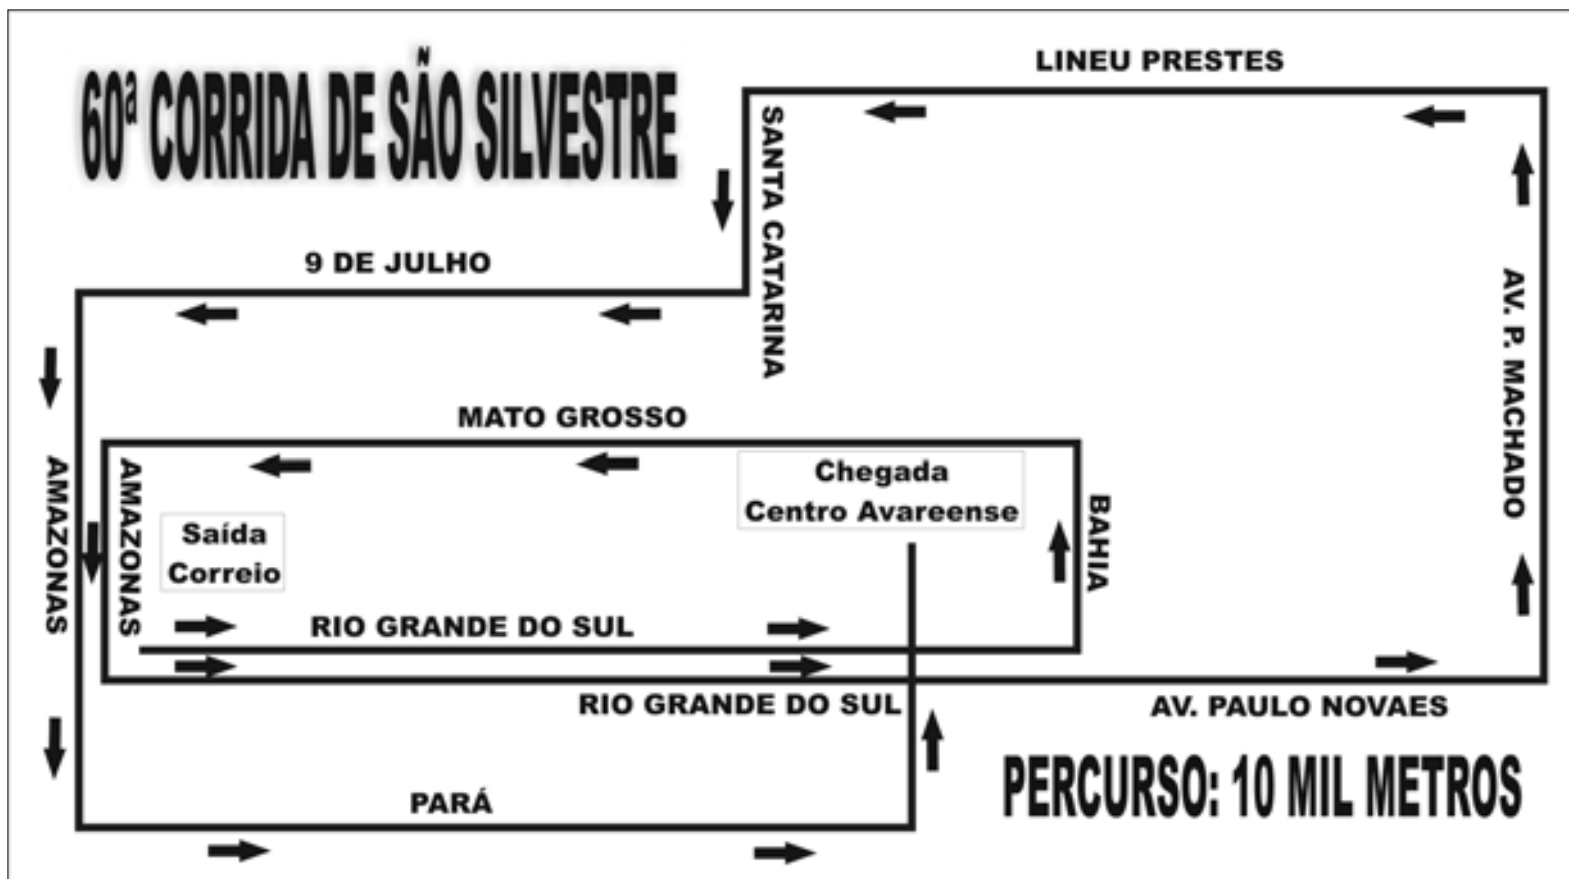 60ª CORRIDA DE SÃO SILVESTRE
LINEU PRESTES
SANTA CATARINA
9 DE JULHO
AV. P. MACHADO
MATO GROSSO
AMAZONAS
AMAZONAS
Saída
Correio
Chegada
Centro Avareense
BAHIA
RIO GRANDE DO SUL
RIO GRANDE DO SUL
AV. PAULO NOVAES
PARÁ
PERCURSO: 10 MIL METROS